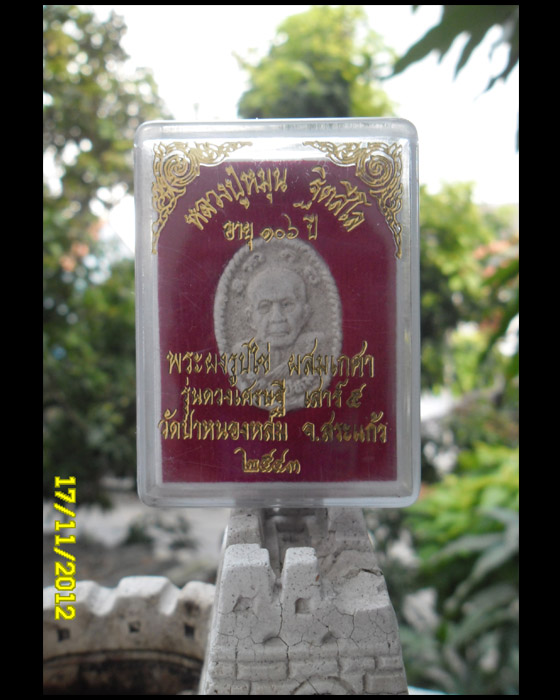 หลวงปู่หมุน ฐิตสีโล
อายุ ๑๐๖ ปี
พระผงรูปไข่ ผสมเกศา
รุ่นดวงเศรษฐี เสาร์ ๕
วัดป่าหนองหล่ม จ.สระแก้ว
๒๕๔๓
17/11/2012